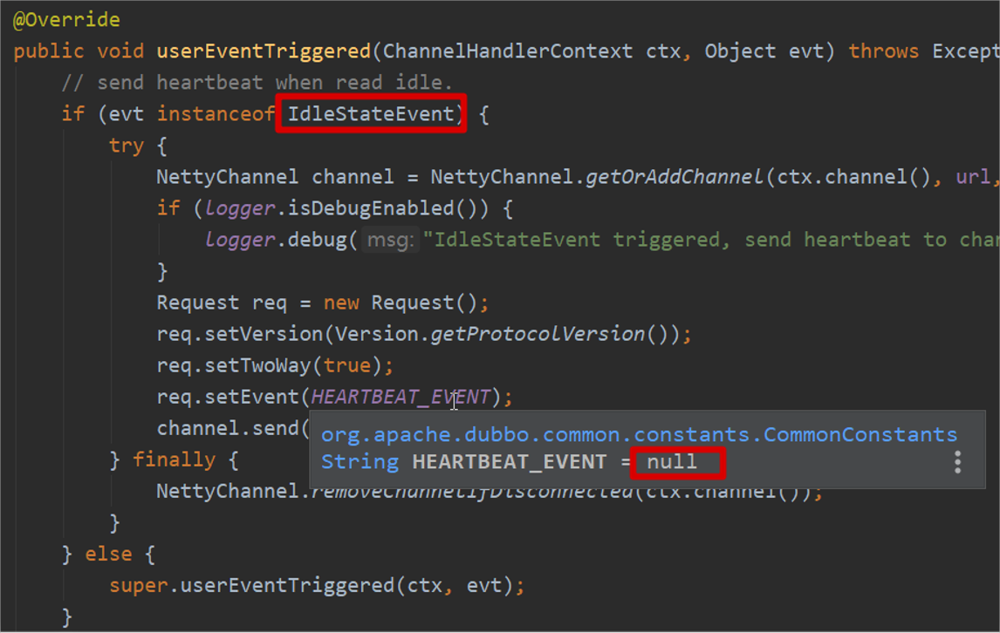 @Override
public void userEventTriggered(ChannelHandlerContext ctx, Object evt) throws Except
// send heartbeat when read idle.
if (evt instanceof IdleStateEvent) {
try {
NettyChannel channel = NettyChannel.getOrAddChannel(ctx.channel(), url,
if (logger.isDebugEnabled()) {
logger.debug( msg: "IdleStateEvent triggered, send heartbeat to chan
}
Request req = new Request();
req.setVersion(Version.getProtocolVersion());
req.setTwoWay(true);
req.setEvent(HEARTBEAT_EVENT);
channel.send(
org.apache.dubbo.common.constants.CommonConstants
String HEARTBEAT_EVENT = null
} finally {
NettyChannel.removeChannelIfDisconnected(ctx.channel());
}
} else {
super.userEventTriggered(ctx, evt);
}